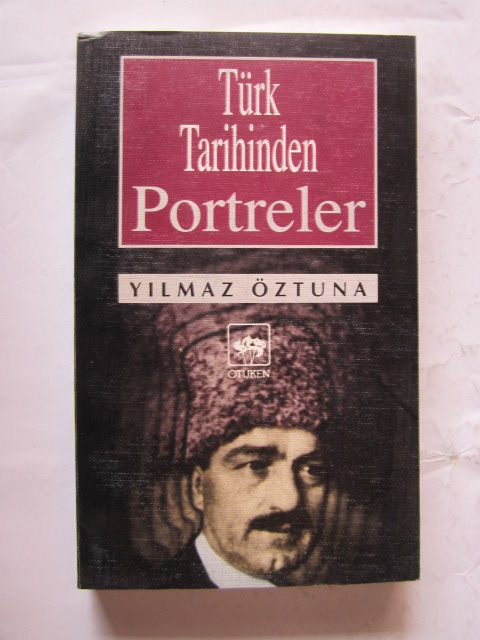 Türk
Tarihinden
Portreler
YILMAZ ÖZTUNA
ÖTÜKEN